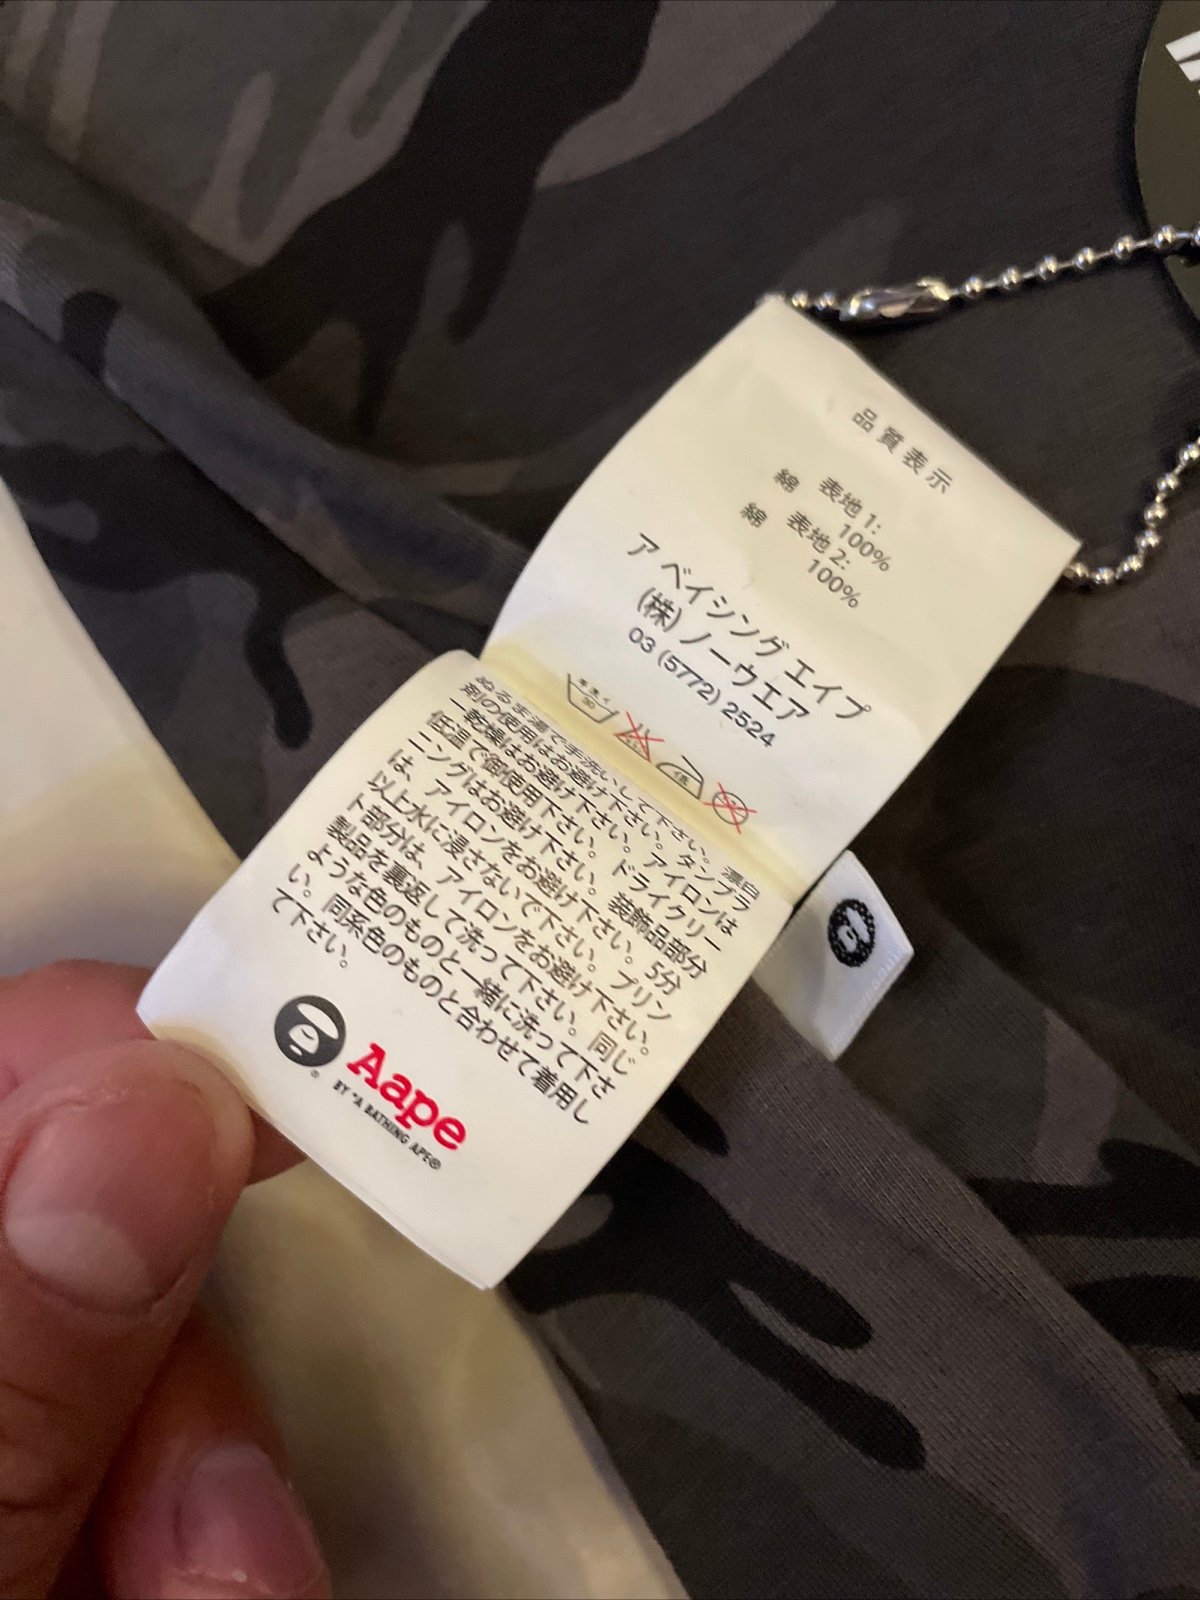 品質表示
表地 1:
綿 100%
表地 2:
綿 100%
ア ベイシング エイプ
(株) ノーウエア
03 (5772) 2524
手洗イ
30
低
ぬるま湯で手洗いして下さい。漂白
剤の使用はお避け下さい。タンブラ
ー乾燥はお避け下さい。アイロンは
低温で御使用下さい。ドライクリー
ニングはお避け下さい。装飾品部分
は、アイロンをお避け下さい。5分
以上水に浸さないで下さい。プリン
ト部分は、アイロンをお避け下さい。
製品を裏返して洗って下さい。同じ
ような色のものと一緒に洗って下さ
い。同系色のものと合わせて着用し
て下さい。
Aape
BY *A BATHING APE®